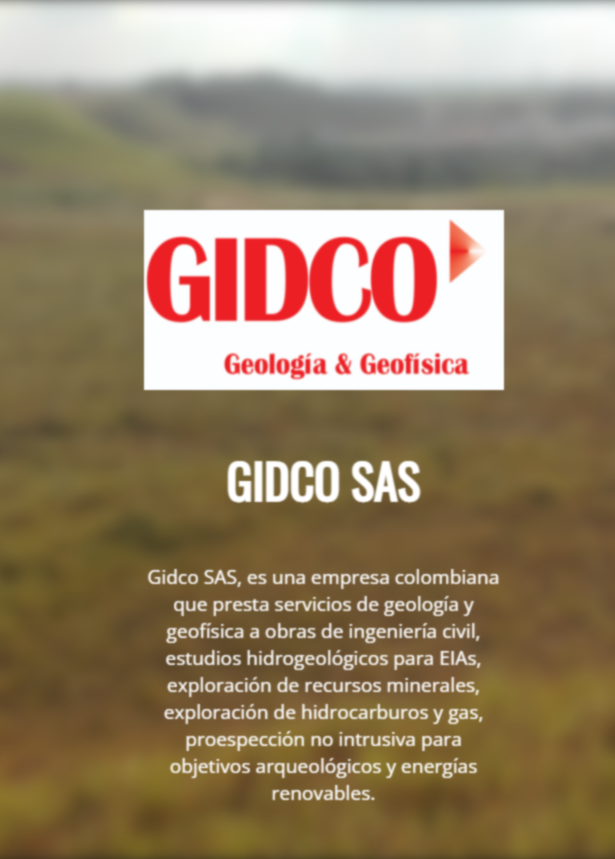 GIDCO
Geología & Geofísica
GIDCO SAS
Gidco SAS, es una empresa colombiana
que presta servicios de geología y
geofísica a obras de ingeniería civil,
estudios hidrogeológicos para EIAs,
exploración de recursos minerales,
exploración de hidrocarburos y gas,
proespección no intrusiva para
objetivos arqueológicos y energías
renovables.